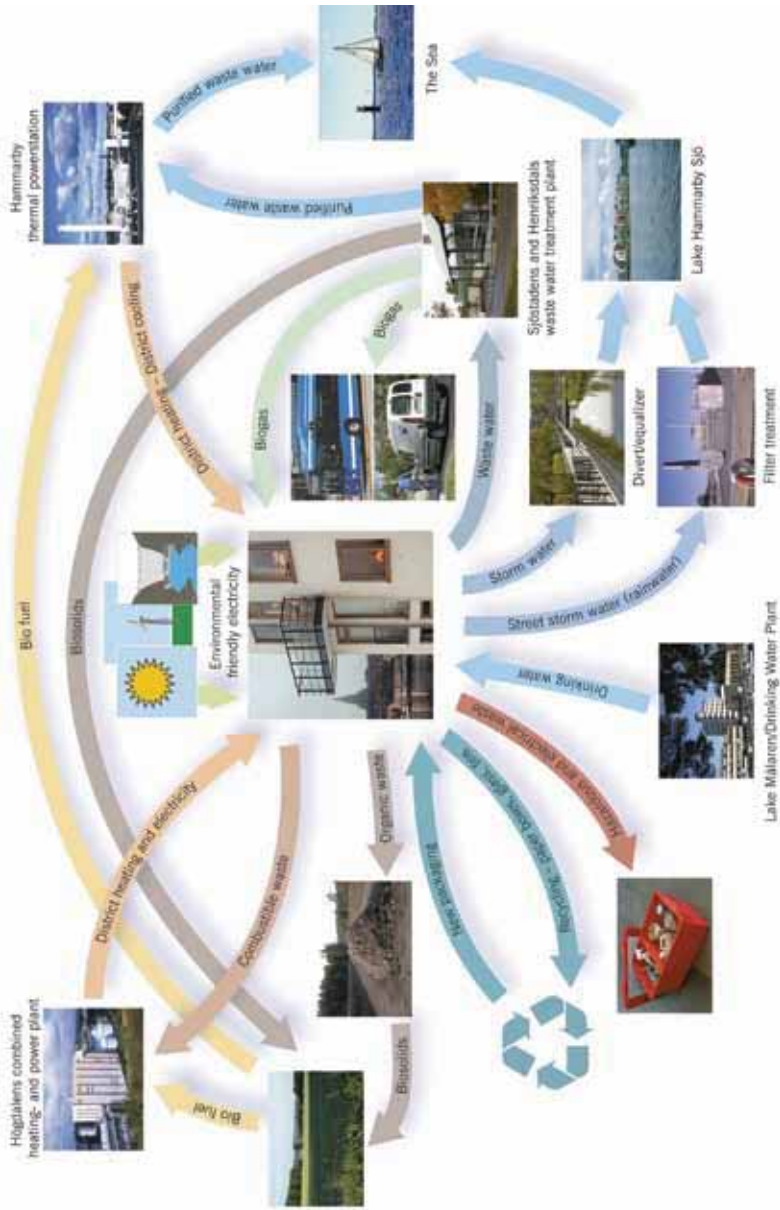 Högdalens combined
heating- and power plant
Hammarby
thermal powerstation
Bio fuel
Biosolids
District heating and electricity
Combustible waste
Bio fuel
Environmental
friendly electricity
District heating – District cooling
Purified waste water
Purified waste water
The Sea
Biogas
Biogas
Organic waste
Biosolids
Waste water
Sjöstadens and Henriksdals
waste water treatment plant
New packaging
Recycling – paper boxes, glass, tins
Hazardous and electrical waste
Drinking water
Street storm water (rainwater)
Storm water
Divert/equalizer
Lake Hammarby Sjö
Lake Mälaren/Drinking Water Plant
Filter treatment